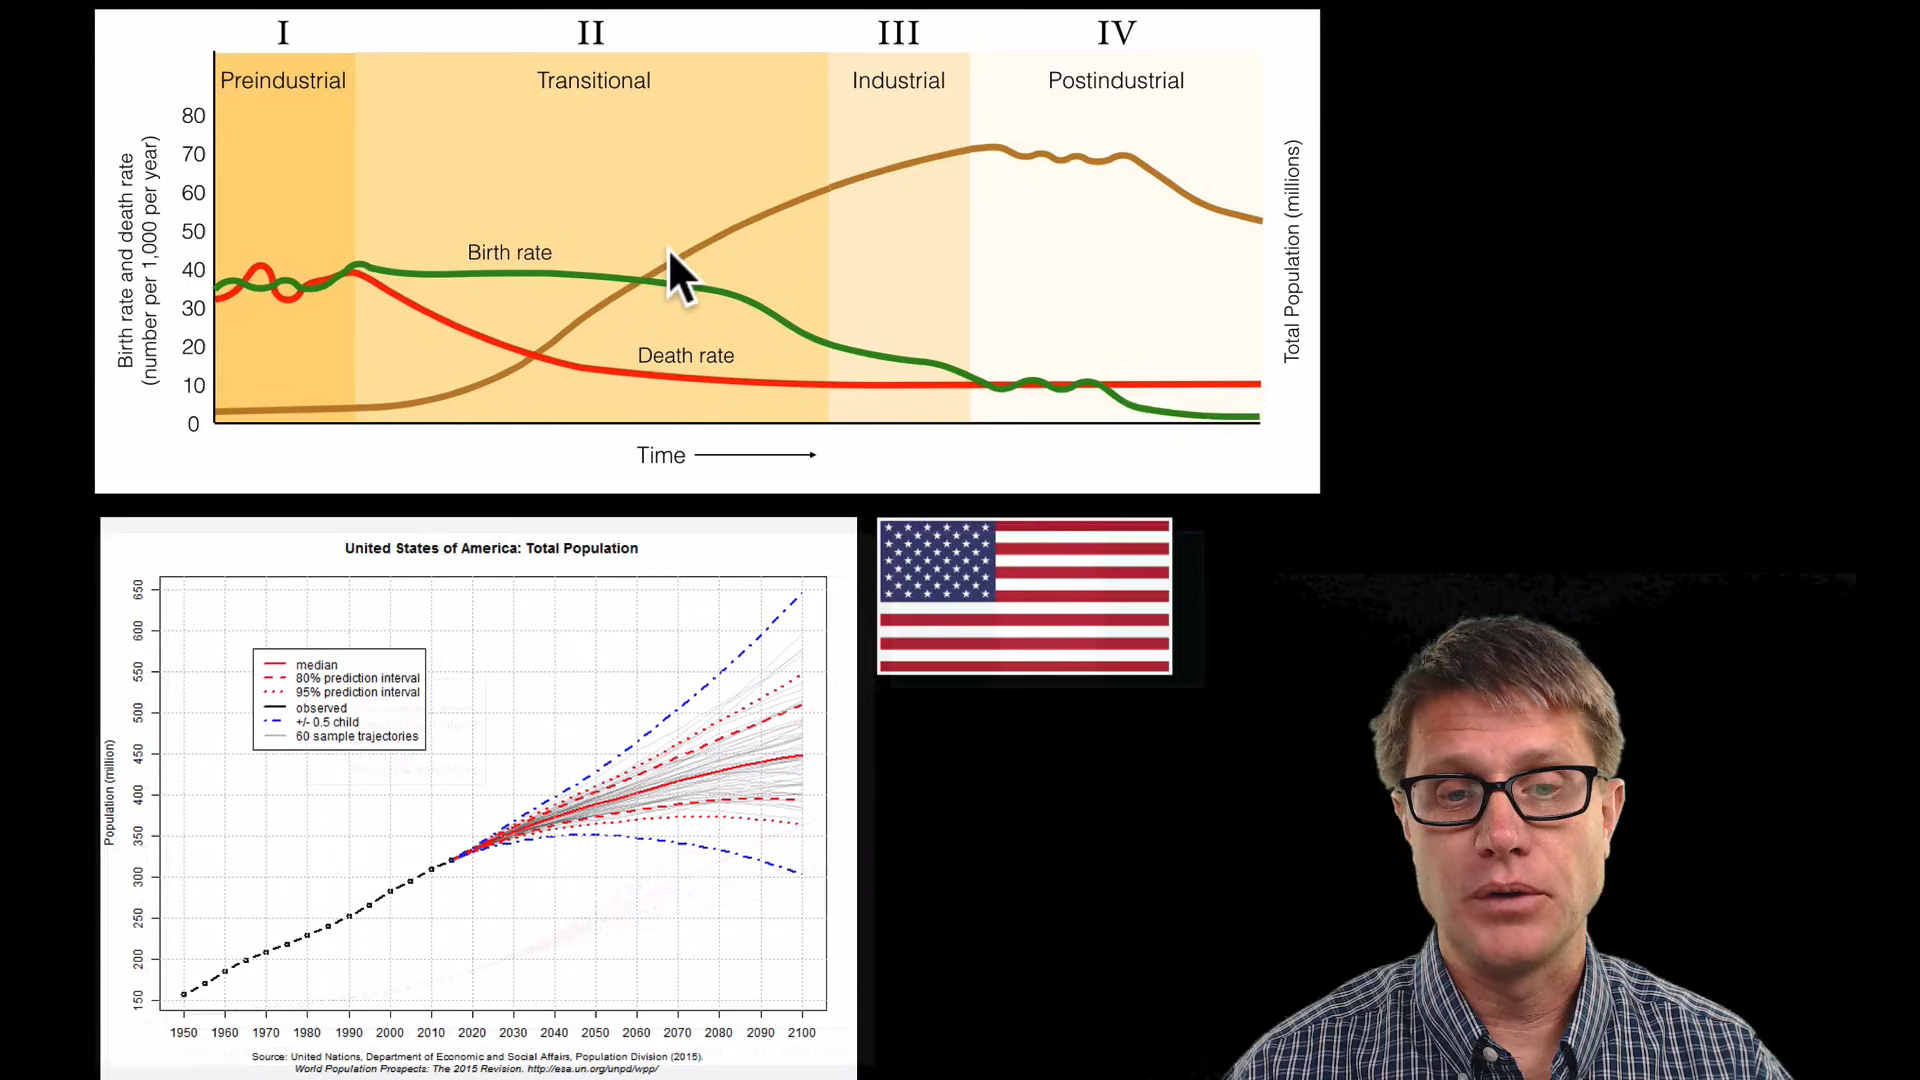 I II III IV
Preindustrial Transitional Industrial Postindustrial
80
70
60
50
40
30
20
10
0
Birth rate and death rate
(number per 1,000 per year)
Birth rate
Death rate
Total Population (millions)
Time
United States of America: Total Population
650
600
550
500
450
400
350
300
250
200
150
Population (million)
median
80% prediction interval
95% prediction interval
observed
+/- 0.5 child
60 sample trajectories
1950 1960 1970 1980 1990 2000 2010 2020 2030 2040 2050 2060 2070 2080 2090 2100
Source: United Nations, Department of Economic and Social Affairs, Population Division (2015).
World Population Prospects: The 2015 Revision. http://esa.un.org/unpd/wpp/